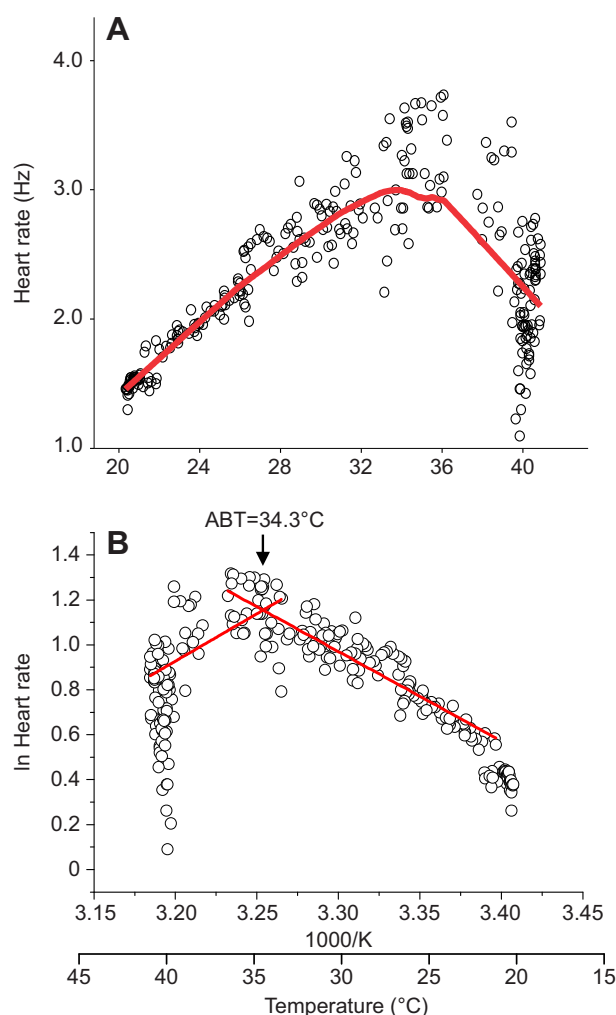 A
4.0
3.0
2.0
1.0
Heart rate (Hz)
20 24 28 32 36 40
B
ABT=34.3°C
1.4
1.2
1.0
0.8
0.6
0.4
0.2
0
ln Heart rate
3.15 3.20 3.25 3.30 3.35 3.40 3.45
1000/K
45 40 35 30 25 20 15
Temperature (°C)